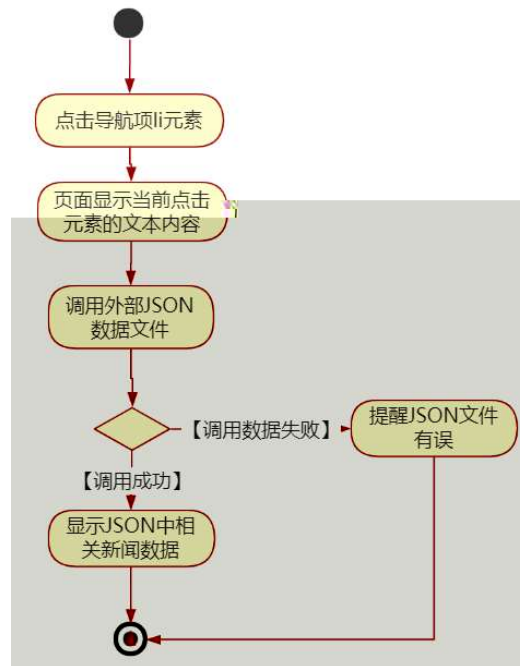 点击导航项li元素
页面显示当前点击
元素的文本内容
调用外部JSON
数据文件
【调用数据失败】
提醒JSON文件
有误
【调用成功】
显示JSON中相
关新闻数据